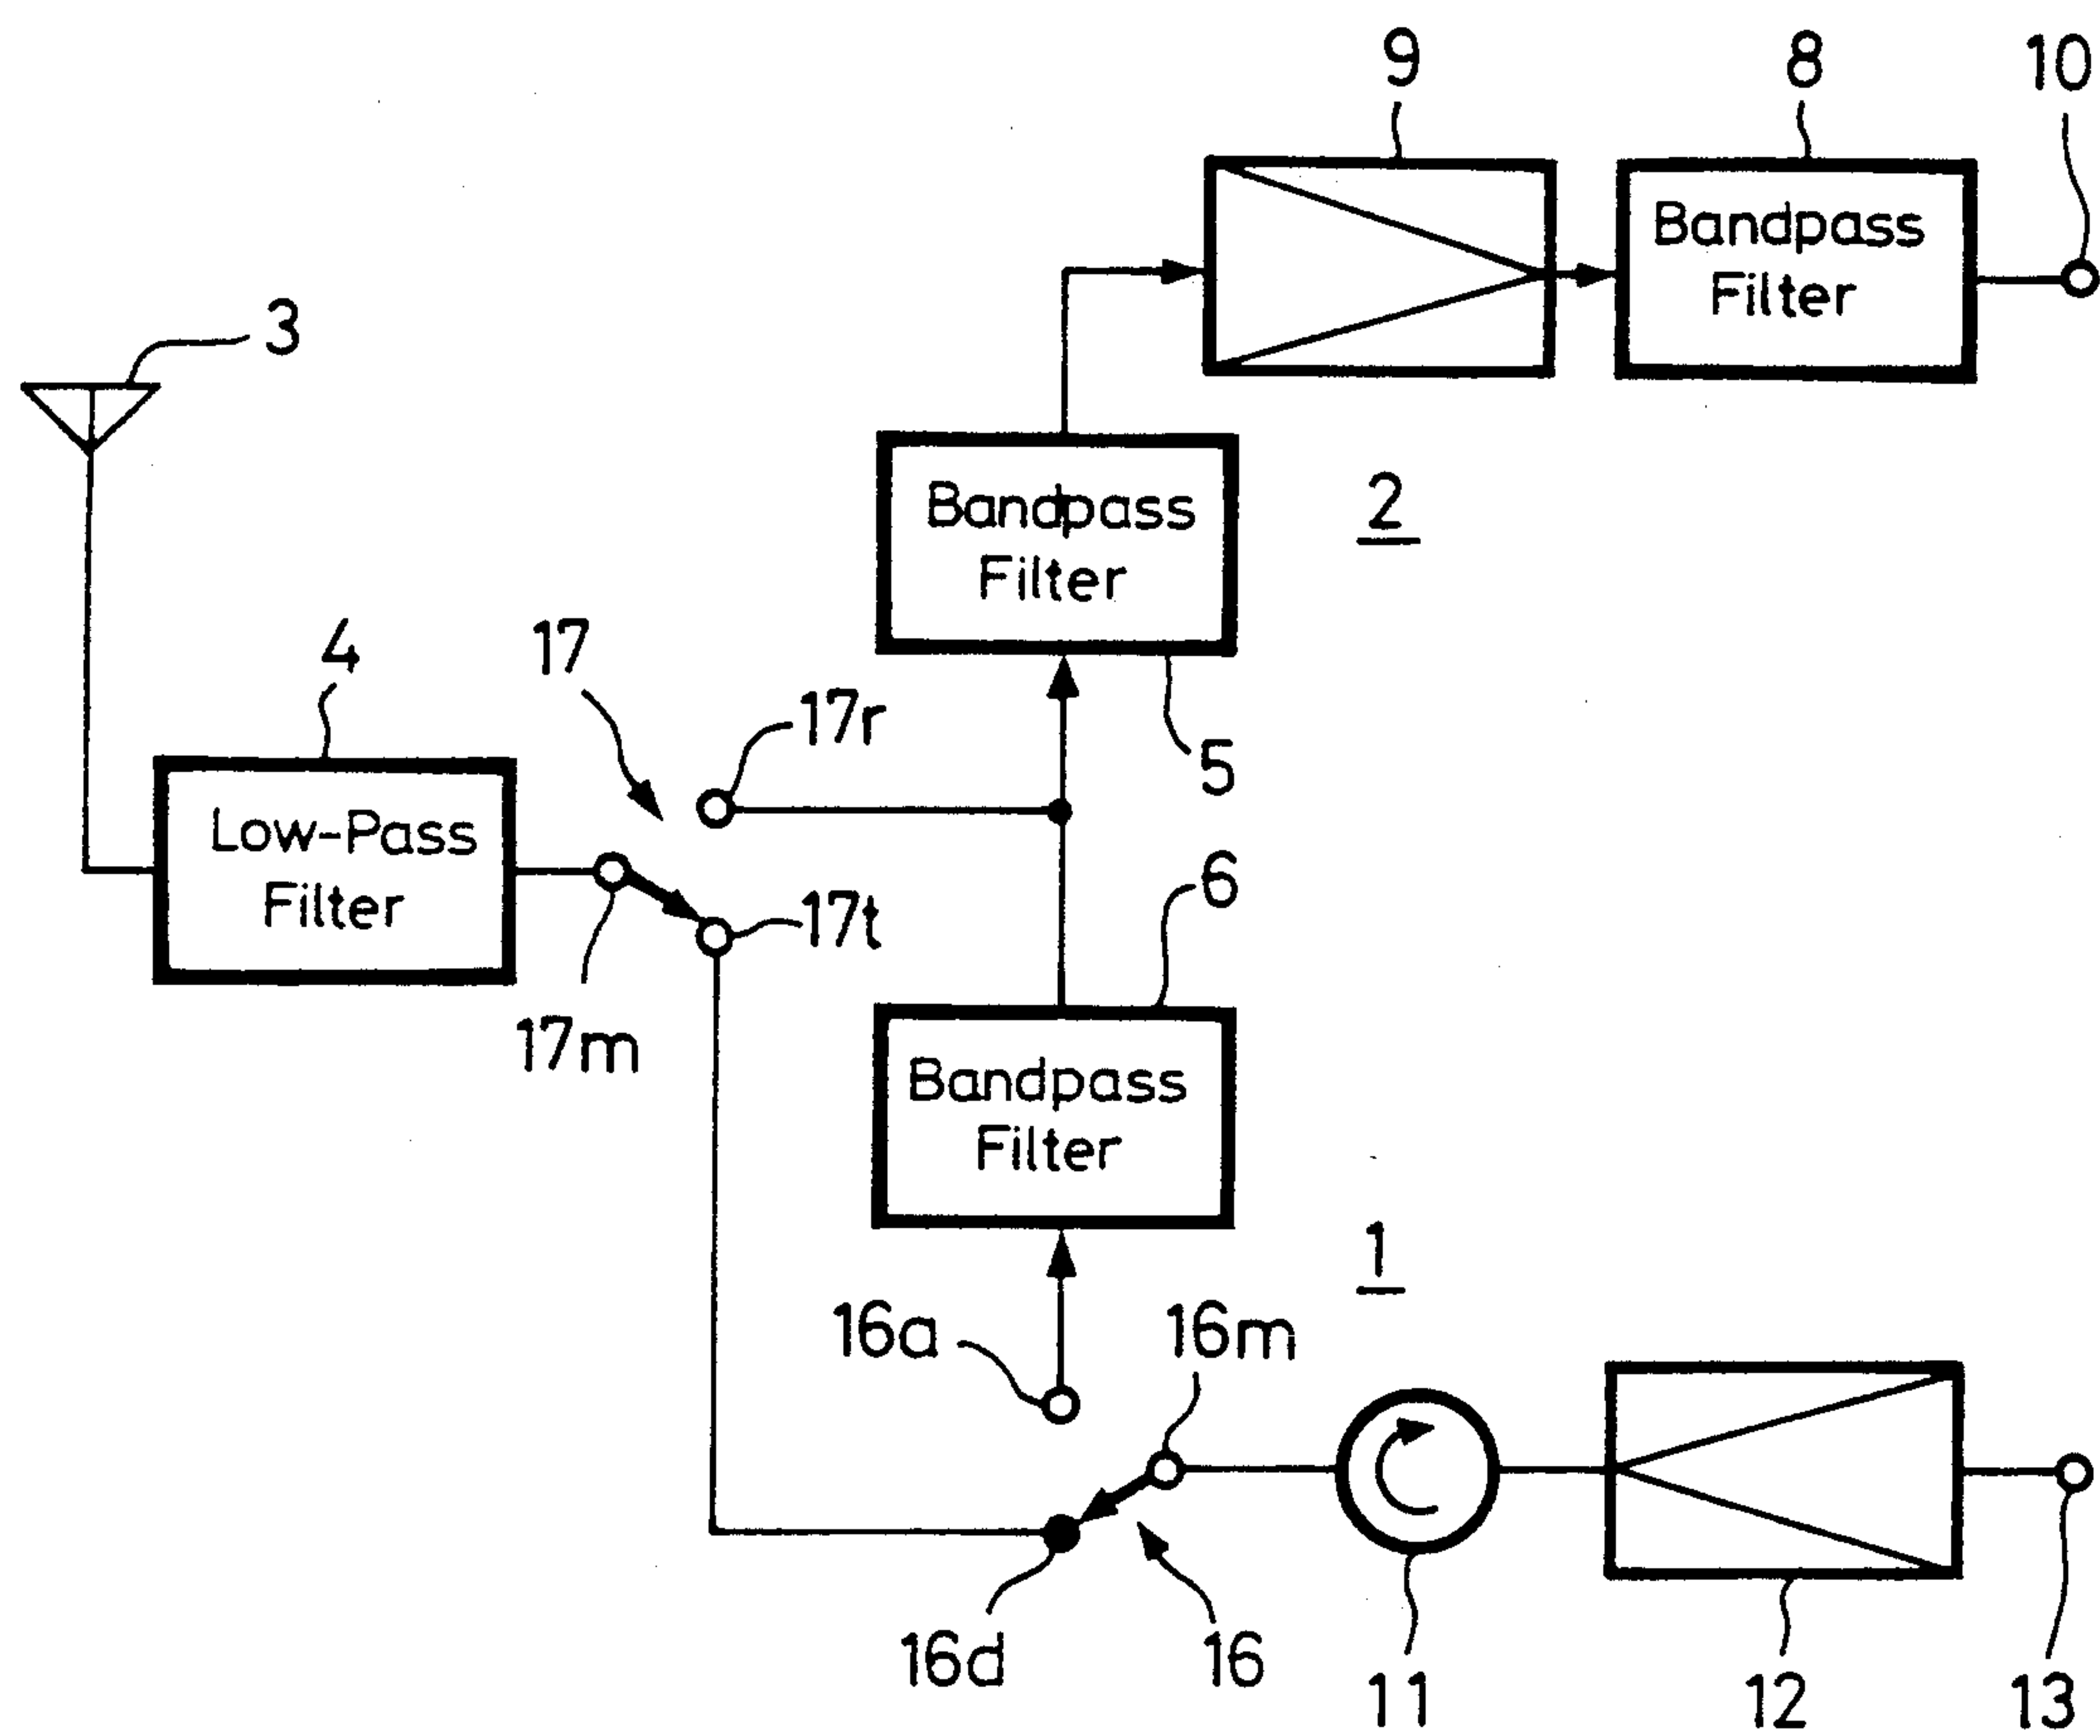 9
8
10
Bandpass
Filter
3
Bandpass
Filter
2
4
17
17r
5
Low-Pass
Filter
6
17t
17m
Bandpass
Filter
1
16a
16m
16d
16
11
12
13